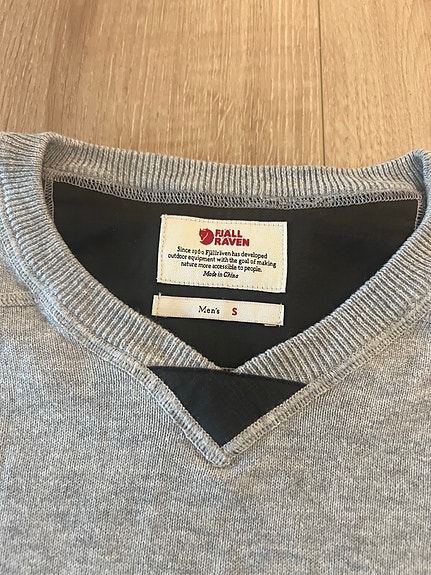 FJÄLL
RÄVEN
Since 1960 Fjällräven has developed
outdoor equipment with the goal of making
nature more accessible to people.
Made in China
Men's S